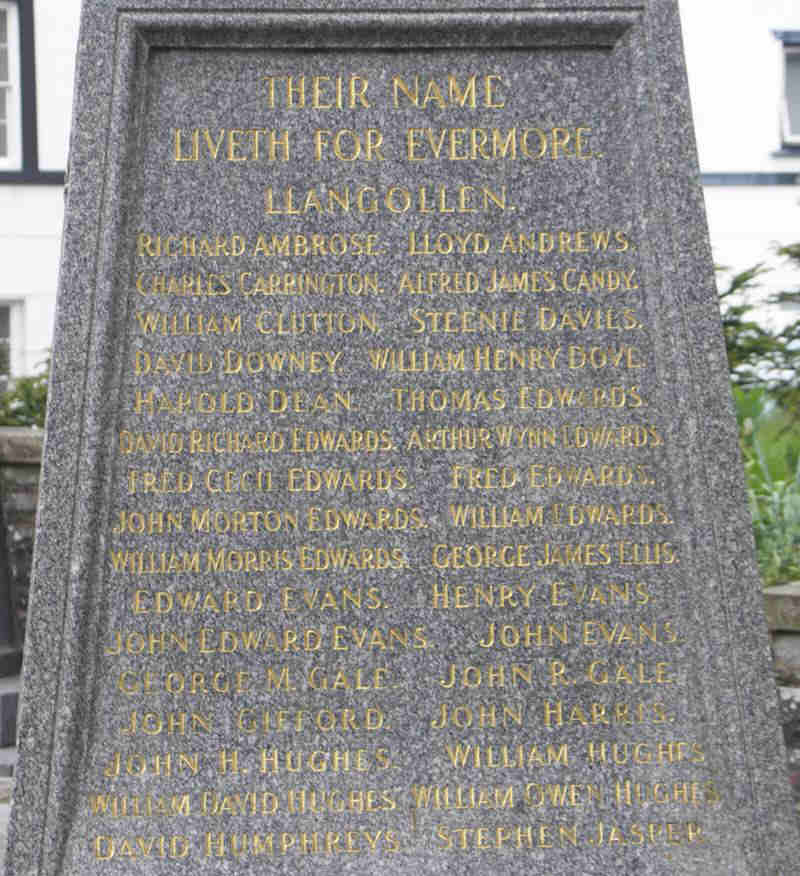 THEIR NAME
LIVETH FOR EVERMORE.
LLANGOLLEN.
RICHARD AMBROSE. LLOYD ANDREWS.
CHARLES CARRINGTON. ALFRED JAMES CANDY.
WILLIAM CLUTTON. STEENIE DAVIES.
DAVID DOWNEY. WILLIAM HENRY DOVE.
HAROLD DEAN. THOMAS EDWARDS.
DAVID RICHARD EDWARDS. ARTHUR WYNN EDWARDS.
FRED CECIL EDWARDS. FRED EDWARDS.
JOHN MORTON EDWARDS. WILLIAM EDWARDS.
WILLIAM MORRIS EDWARDS. GEORGE JAMES ELLIS.
EDWARD EVANS. HENRY EVANS.
JOHN EDWARD EVANS. JOHN EVANS.
GEORGE M. GALE. JOHN R. GALE
JOHN GIFFORD. JOHN HARRIS.
JOHN H. HUGHES. WILLIAM HUGHES
WILLIAM DAVID HUGHES. WILLIAM OWEN HUGHES
DAVID HUMPHREYS. STEPHEN JASPER